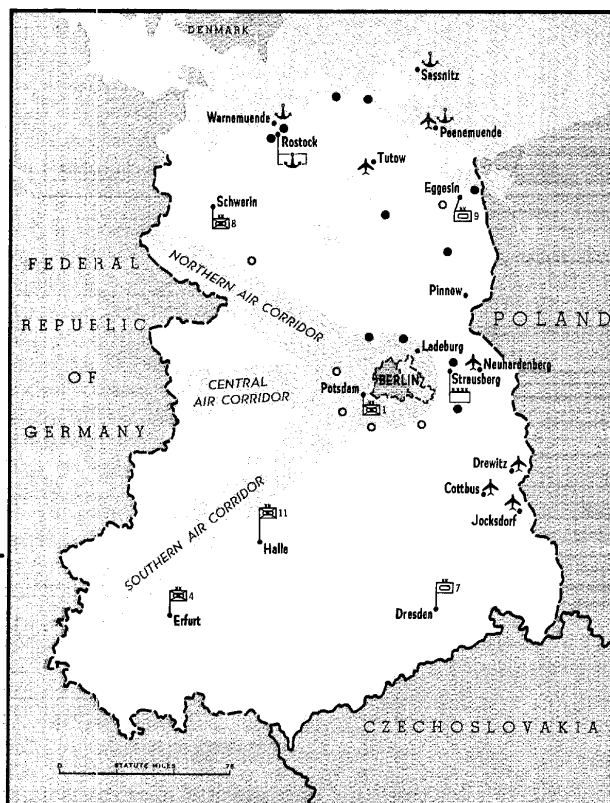 DENMARK
Sassnitz
Warnemuende
Rostock
Peenemuende
Tutow
Eggesin
9
Schwerin
8
FEDERAL
REPUBLIC
OF
GERMANY
NORTHERN AIR CORRIDOR
Pinnow
POLAND
Ladeburg
Neuhardenberg
Strausberg
CENTRAL
AIR CORRIDOR
Potsdam
BERLIN
1
Drewitz
Cottbus
Jocksdorf
SOUTHERN AIR CORRIDOR
11
Halle
4
Erfurt
7
Dresden
CZECHOSLOVAKIA
0 STATUTE MILES 75